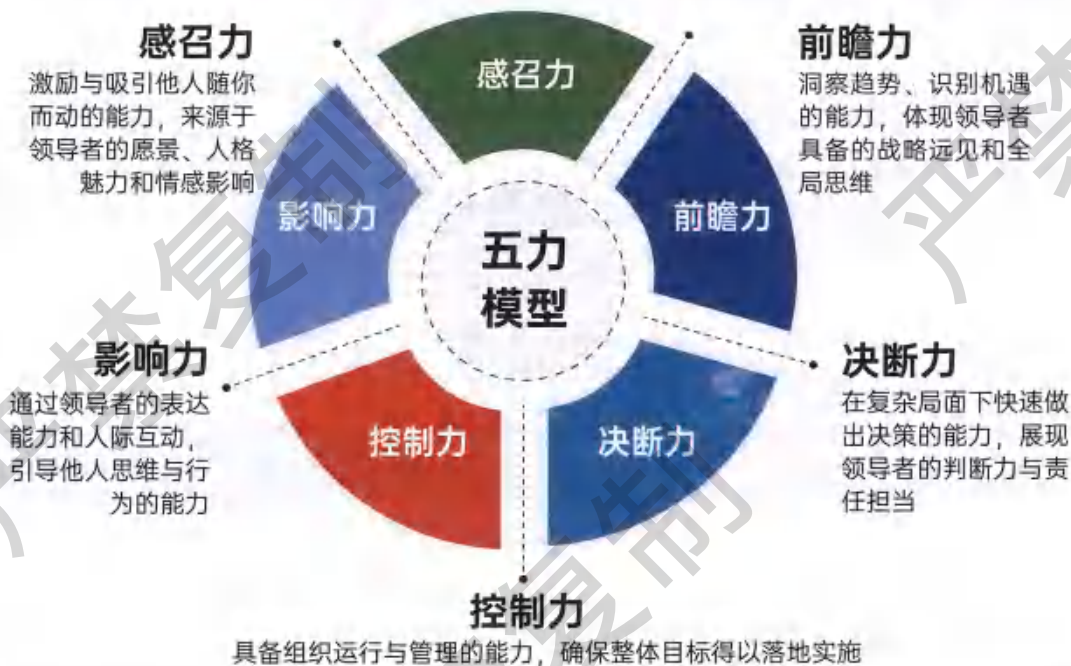 感召力
激励与吸引他人随你
而动的能力，来源于
领导者的愿景、人格
魅力和情感影响
前瞻力
洞察趋势、识别机遇
的能力，体现领导者
具备的战略远见和全
局思维
感召力
影响力
前瞻力
五力
模型
控制力
决断力
影响力
通过领导者的表达
能力和人际互动，
引导他人思维与行
为的能力
决断力
在复杂局面下快速做
出决策的能力，展现
领导者的判断力与责
任担当
控制力
具备组织运行与管理的能力，确保整体目标得以落地实施
严禁复制
严禁
复制